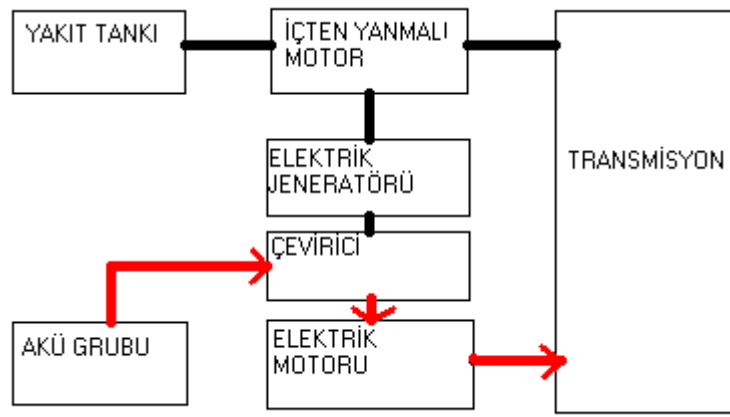 YAKIT TANKI
İÇTEN YANMALI
MOTOR
TRANSMİSYON
ELEKTRİK
JENERATÖRÜ
ÇEVİRİCİ
AKÜ GRUBU
ELEKTRİK
MOTORU